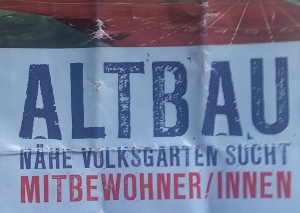 ALTBAU
NÄHE VOLKSGARTEN SUCHT
MITBEWOHNER/INNEN